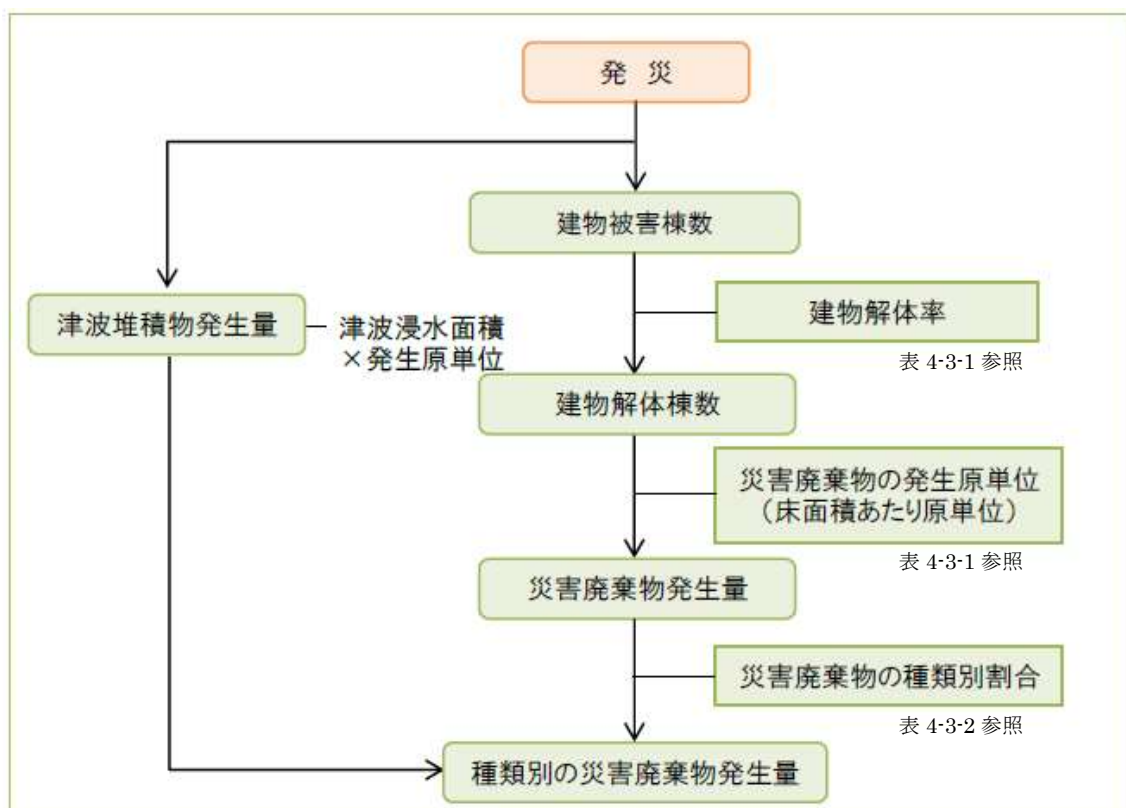 発 災
建物被害棟数
津波堆積物発生量
津波浸水面積
×発生原単位
建物解体率
表 4-3-1 参照
建物解体棟数
災害廃棄物の発生原単位
（床面積あたり原単位）
表 4-3-1 参照
災害廃棄物発生量
災害廃棄物の種類別割合
表 4-3-2 参照
種類別の災害廃棄物発生量